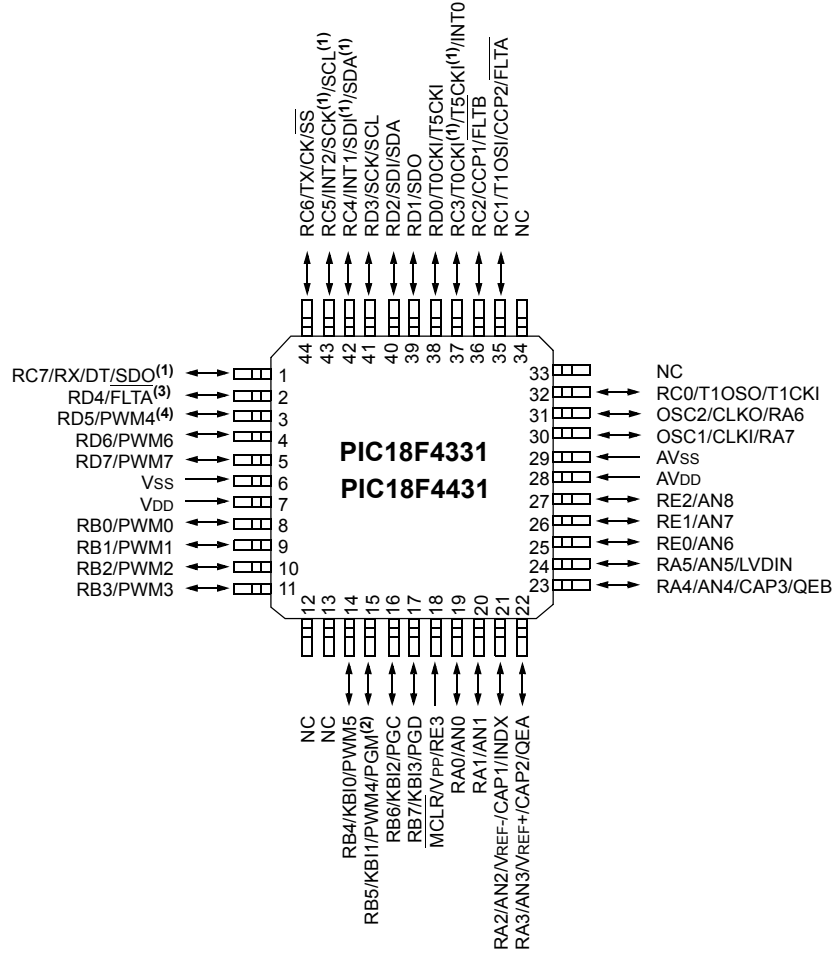 RC6/TX/CK/SS
RC5/INT2/SCK(1)/SCL(1)
RC4/INT1/SDI(1)/SDA(1)
RD3/SCK/SCL
RD2/SDI/SDA
RD1/SDO
RD0/T0CKI/T5CKI
RC3/T0CKI(1)/T5CKI(1)/INT0
RC2/CCP1/FLTB
RC1/T1OSI/CCP2/FLTA
NC
44
43
42
41
40
39
38
37
36
35
34
RC7/RX/DT/SDO(1) 1
RD4/FLTA(3) 2
RD5/PWM4(4) 3
RD6/PWM6 4
RD7/PWM7 5
VSS 6
VDD 7
RB0/PWM0 8
RB1/PWM1 9
RB2/PWM2 10
RB3/PWM3 11
PIC18F4331
PIC18F4431
33 NC
32 RC0/T1OSO/T1CKI
31 OSC2/CLKO/RA6
30 OSC1/CLKI/RA7
29 AVSS
28 AVDD
27 RE2/AN8
26 RE1/AN7
25 RE0/AN6
24 RA5/AN5/LVDIN
23 RA4/AN4/CAP3/QEB
12
13
14
15
16
17
18
19
20
21
22
NC
NC
RB4/KBI0/PWM5
RB5/KBI1/PWM4/PGM(2)
RB6/KBI2/PGC
RB7/KBI3/PGD
MCLR/VPP/RE3
RA0/AN0
RA1/AN1
RA2/AN2/VREF-/CAP1/INDX
RA3/AN3/VREF+/CAP2/QEA